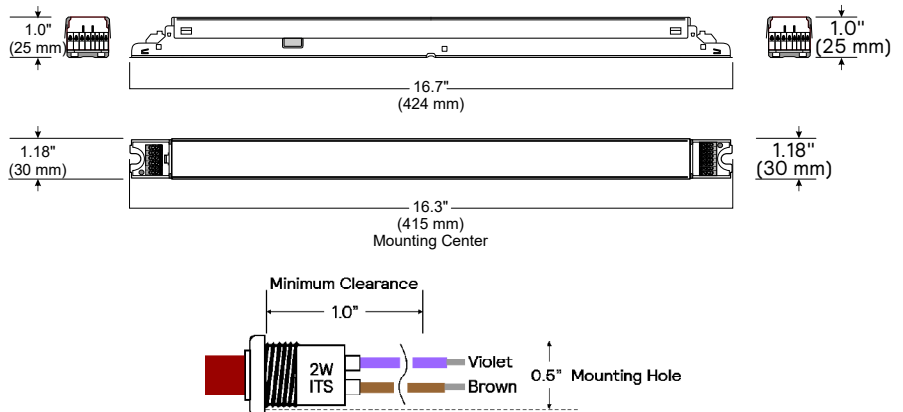 1.0"
(25 mm)
1.0"
(25 mm)
16.7"
(424 mm)
1.18"
(30 mm)
1.18"
(30 mm)
16.3"
(415 mm)
Mounting Center
Minimum Clearance
1.0"
2W
ITS
Violet
Brown
0.5" Mounting Hole